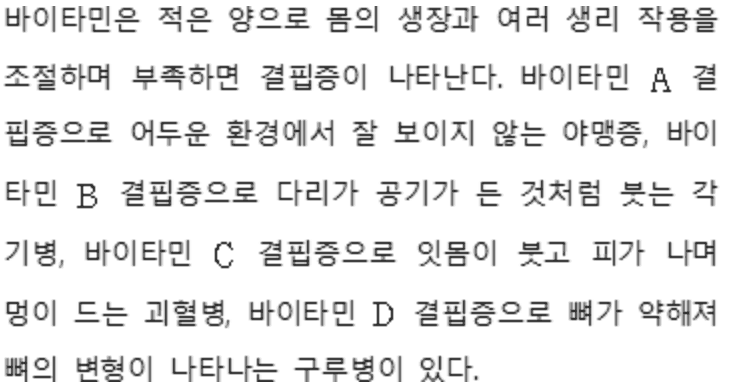 바이타민은 적은 양으로 몸의 생장과 여러 생리 작용을
조절하며 부족하면 결핍증이 나타난다. 바이타민 A 결
핍증으로 어두운 환경에서 잘 보이지 않는 야맹증, 바이
타민 B 결핍증으로 다리가 공기가 든 것처럼 붓는 각
기병, 바이타민 C 결핍증으로 잇몸이 붓고 피가 나며
멍이 드는 괴혈병, 바이타민 D 결핍증으로 뼈가 약해져
뼈의 변형이 나타나는 구루병이 있다.